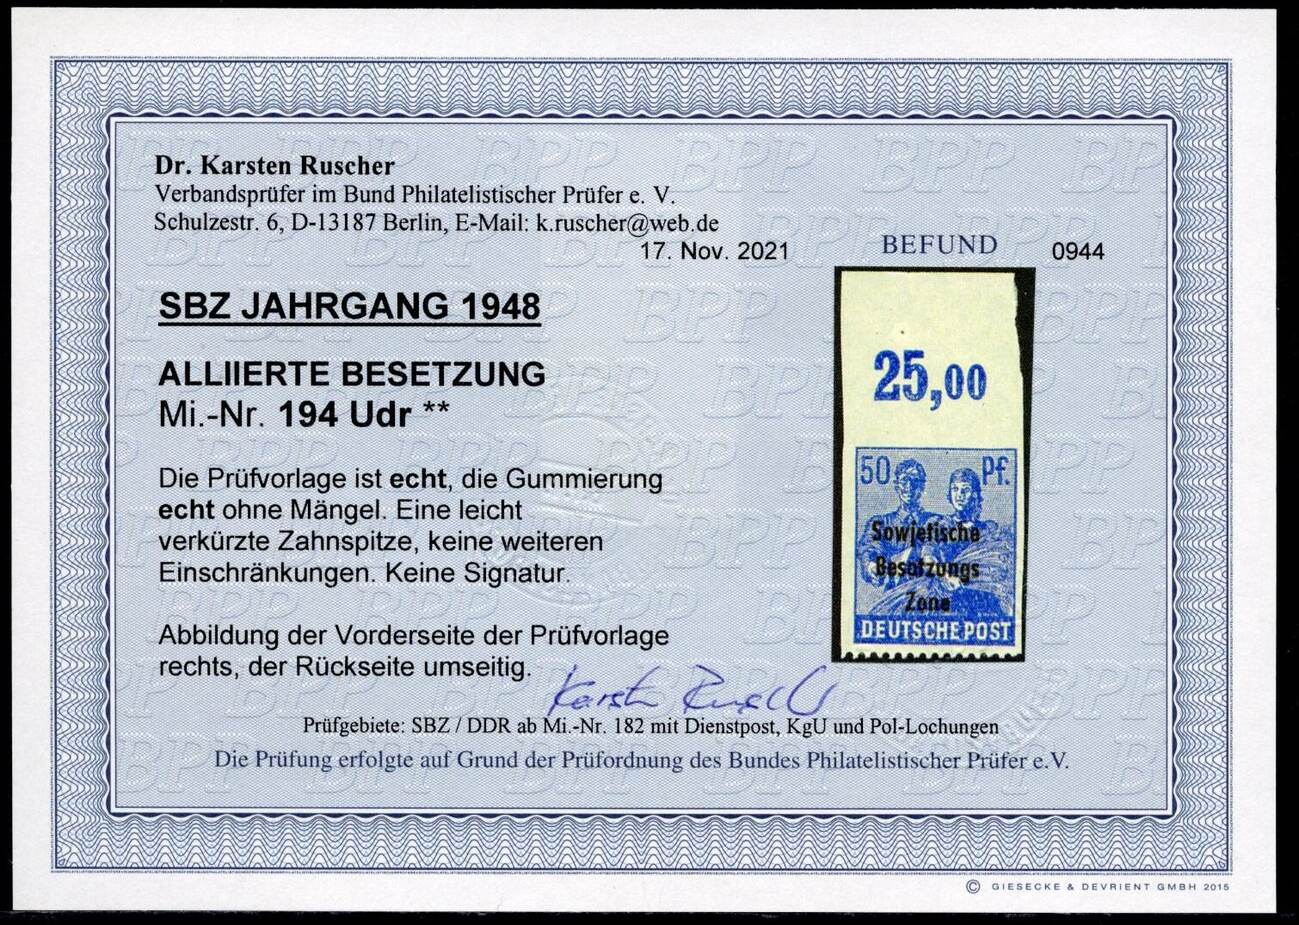 Dr. Karsten Ruscher
Verbandsprüfer im Bund Philatelistischer Prüfer e. V.
Schulzestr. 6, D-13187 Berlin, E-Mail: k.ruscher@web.de
17. Nov. 2021
BEFUND
0944
SBZ JAHRGANG 1948
ALLIIERTE BESETZUNG
Mi.-Nr. 194 Udr **
Die Prüfvorlage ist echt, die Gummierung
echt ohne Mängel. Eine leicht
verkürzte Zahnspitze, keine weiteren
Einschränkungen. Keine Signatur.
Abbildung der Vorderseite der Prüfvorlage
rechts, der Rückseite umseitig.
25,00
50 Pf.
Sowjetische
Besatzungs
Zone
DEUTSCHE POST
Karsten Ruscher
Prüfgebiete: SBZ / DDR ab Mi.-Nr. 182 mit Dienstpost, KgU und Pol-Lochungen
Die Prüfung erfolgte auf Grund der Prüfordnung des Bundes Philatelistischer Prüfer e.V.
© GIESECKE & DEVRIENT GMBH 2015